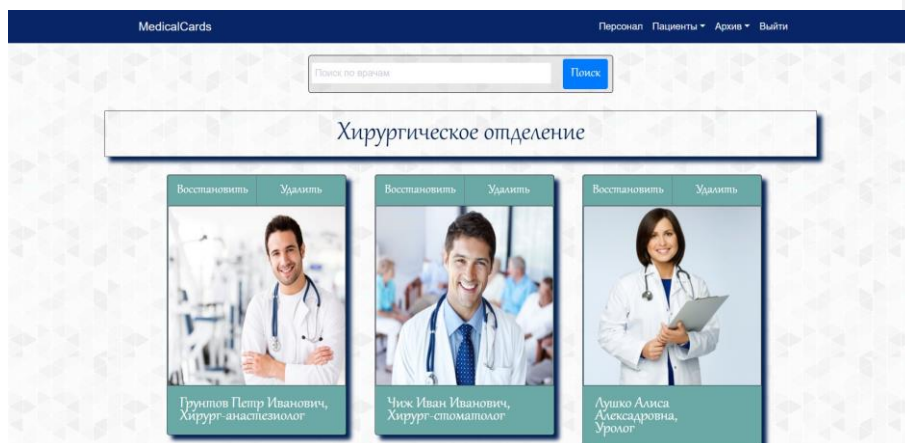 MedicalCards Персонал Пациенты Архив Выйти
Поиск по врачам Поиск
Хирургическое отделение
Восстановить Удалить Восстановить Удалить Восстановить Удалить
Грунтов Петр Иванович,
Хирург-анастезиолог
Чиж Иван Иванович,
Хирург-стоматолог
Лушко Алиса
Алексадровна,
Уролог